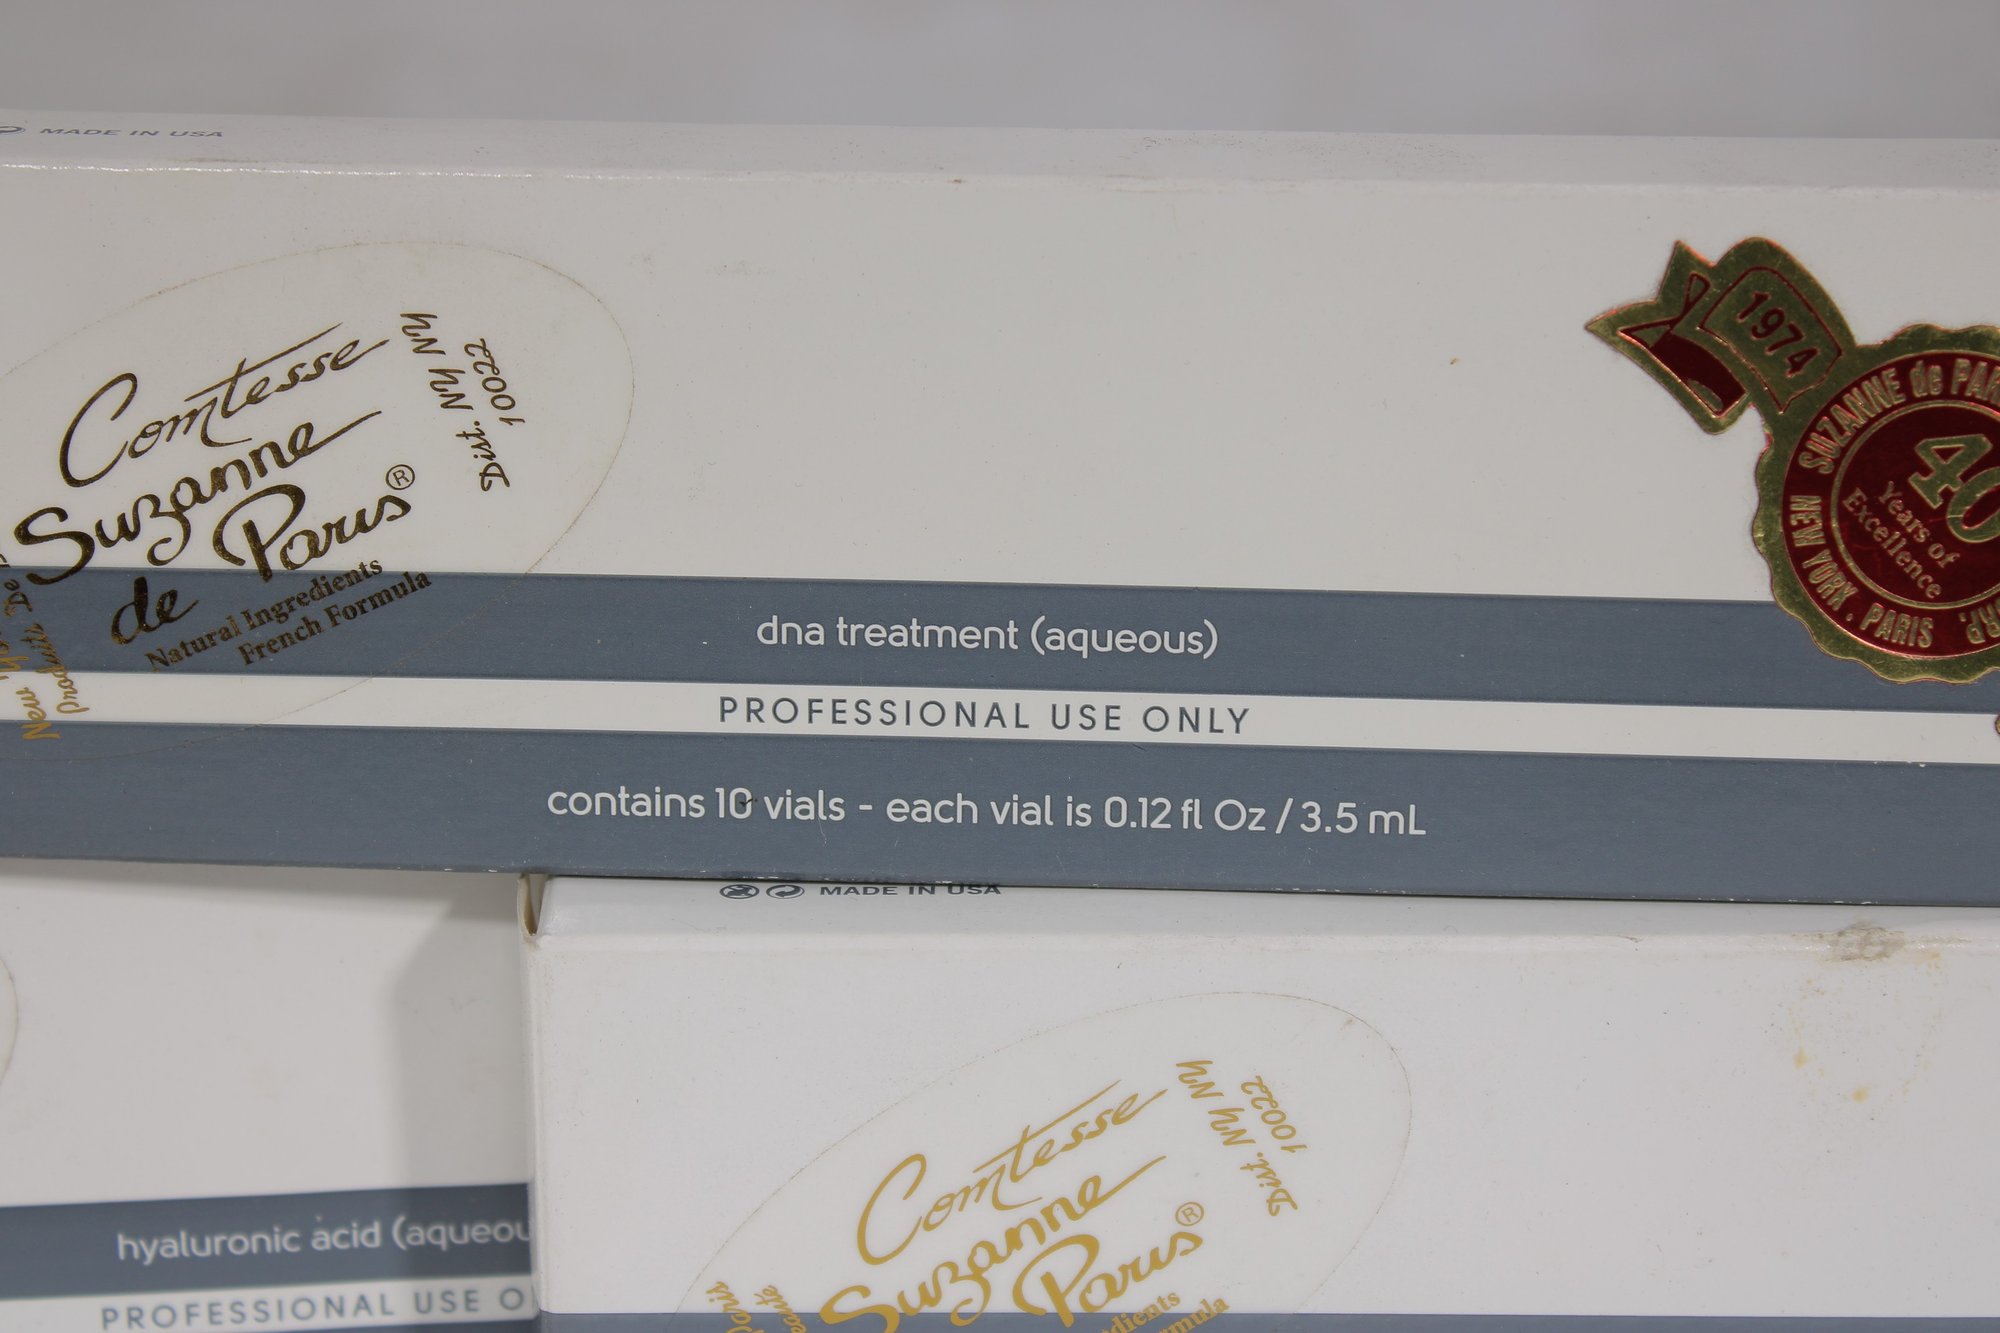 MADE IN USA
Comtesse
Suzanne
de Paris®
Natural Ingredients
French Formula
Dist. NY NY
10022
New
Produits De
1974
SUZANNE de
NEW YORK. PARIS
40
Years of
Excellence
dna treatment (aqueous)
PROFESSIONAL USE ONLY
contains 10 vials - each vial is 0.12 fl Oz / 3.5 mL
MADE IN USA
hyaluronic acid (aqueou
PROFESSIONAL USE O
Comtesse
Suzanne
Paris®
Dist. NY NY
10022